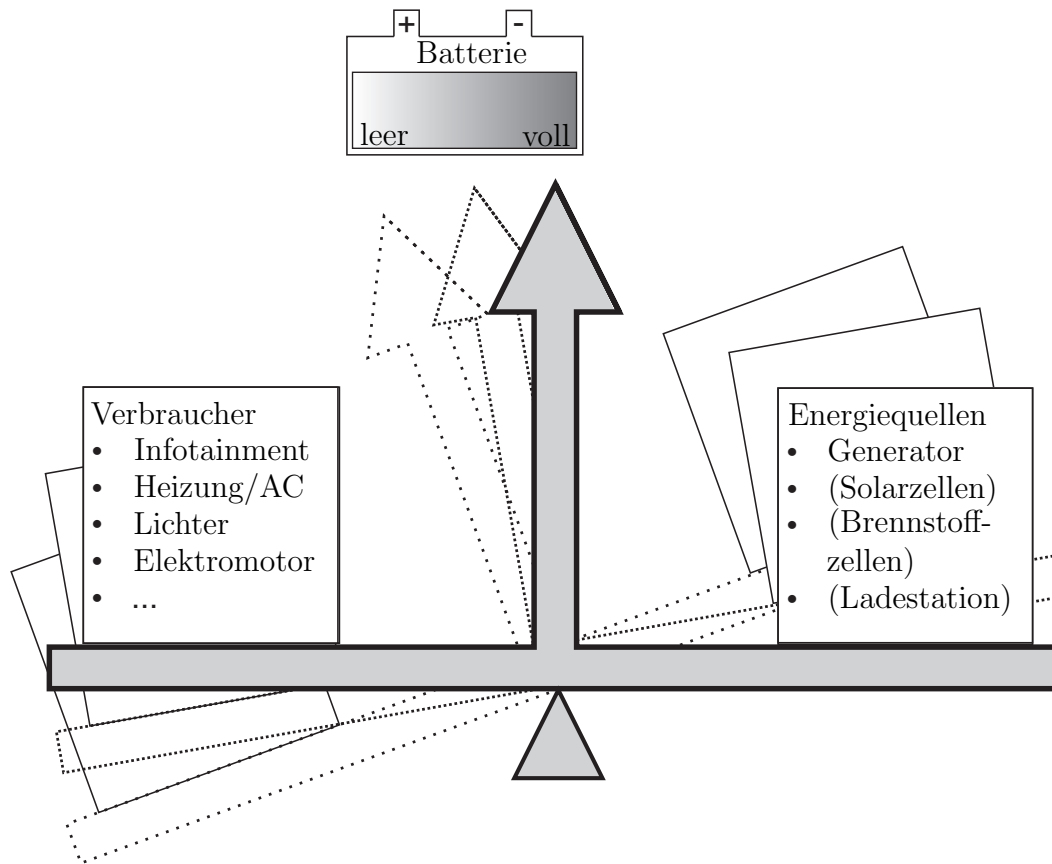 + -
Batterie
leer voll
Verbraucher
• Infotainment
• Heizung/AC
• Lichter
• Elektromotor
• ...
Energiequellen
• Generator
• (Solarzellen)
• (Brennstoff-
zellen)
• (Ladestation)